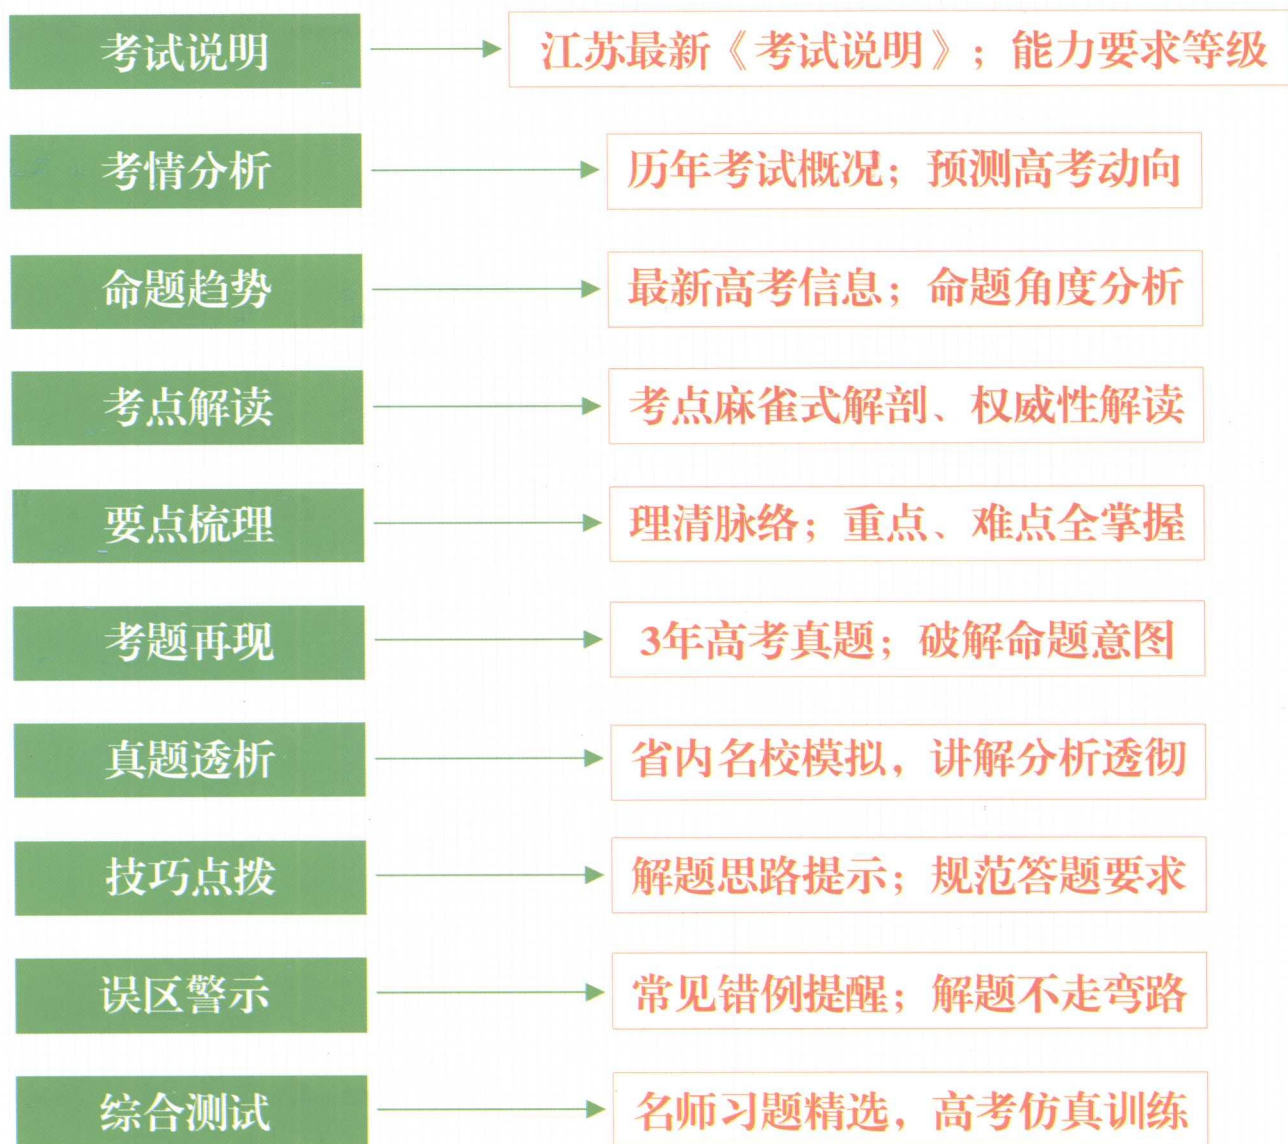 考试说明 江苏最新《考试说明》；能力要求等级
考情分析 历年考试概况；预测高考动向
命题趋势 最新高考信息；命题角度分析
考点解读 考点麻雀式解剖、权威性解读
要点梳理 理清脉络；重点、难点全掌握
考题再现 3年高考真题；破解命题意图
真题透析 省内名校模拟，讲解分析透彻
技巧点拨 解题思路提示；规范答题要求
误区警示 常见错例提醒；解题不走弯路
综合测试 名师习题精选，高考仿真训练